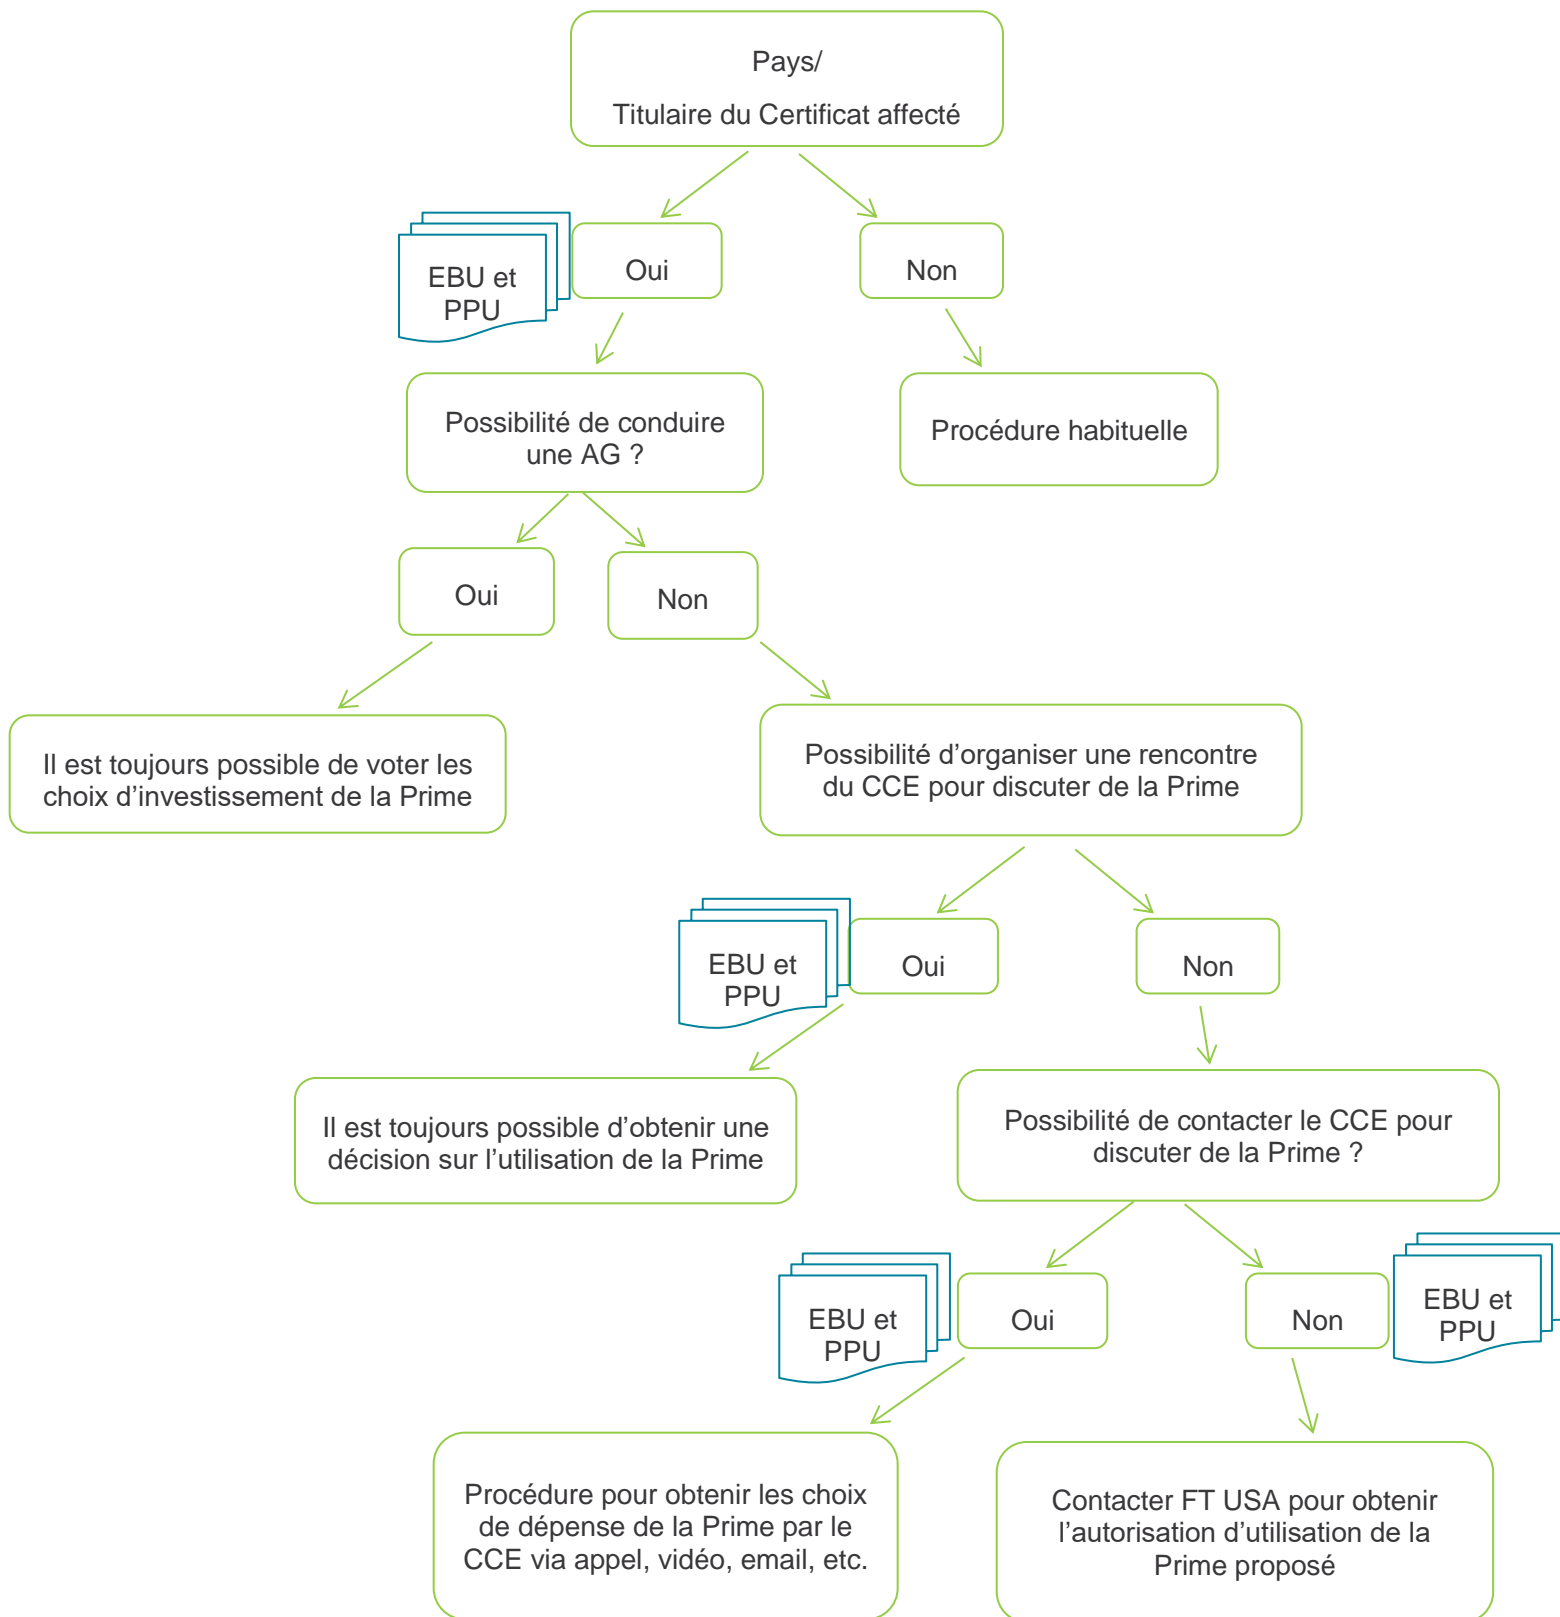 Pays/
Titulaire du Certificat affecté
EBU et
PPU
Oui
Non
Possibilité de conduire
une AG ?
Procédure habituelle
Oui
Non
Il est toujours possible de voter les
choix d’investissement de la Prime
Possibilité d’organiser une rencontre
du CCE pour discuter de la Prime
EBU et
PPU
Oui
Non
Il est toujours possible d’obtenir une
décision sur l’utilisation de la Prime
Possibilité de contacter le CCE pour
discuter de la Prime ?
EBU et
PPU
Oui
Non
EBU et
PPU
Procédure pour obtenir les choix
de dépense de la Prime par le
CCE via appel, vidéo, email, etc.
Contacter FT USA pour obtenir
l’autorisation d’utilisation de la
Prime proposé